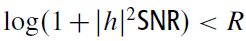 log(1 + |h|²SNR) < R